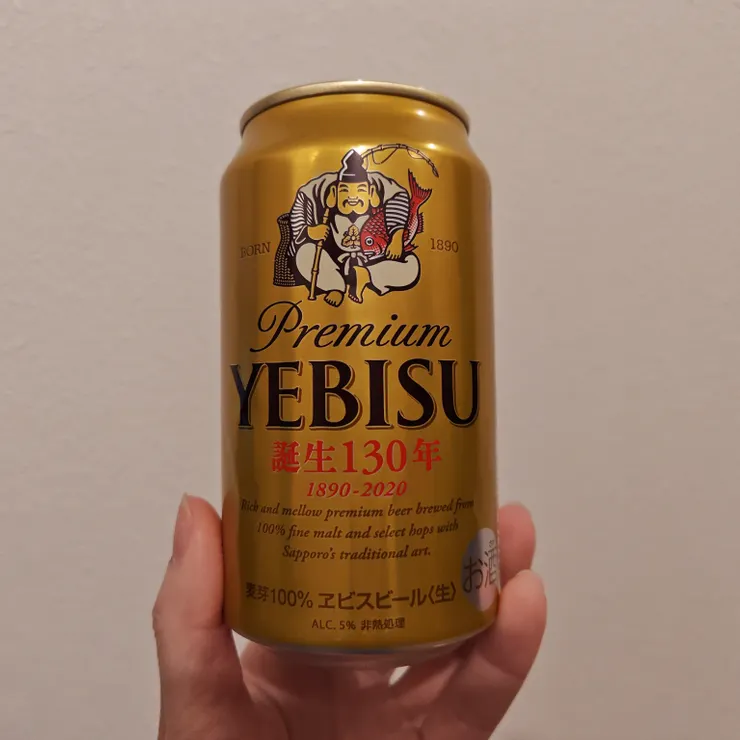 BORN 1890
Premium
YEBISU
誕生130年
1890-2020
Rich and mellow premium beer brewed from
100% fine malt and select hops with
Sapporo's traditional art.
お酒
麦芽100% ヱビスビール〈生〉
ALC. 5% 非熱処理